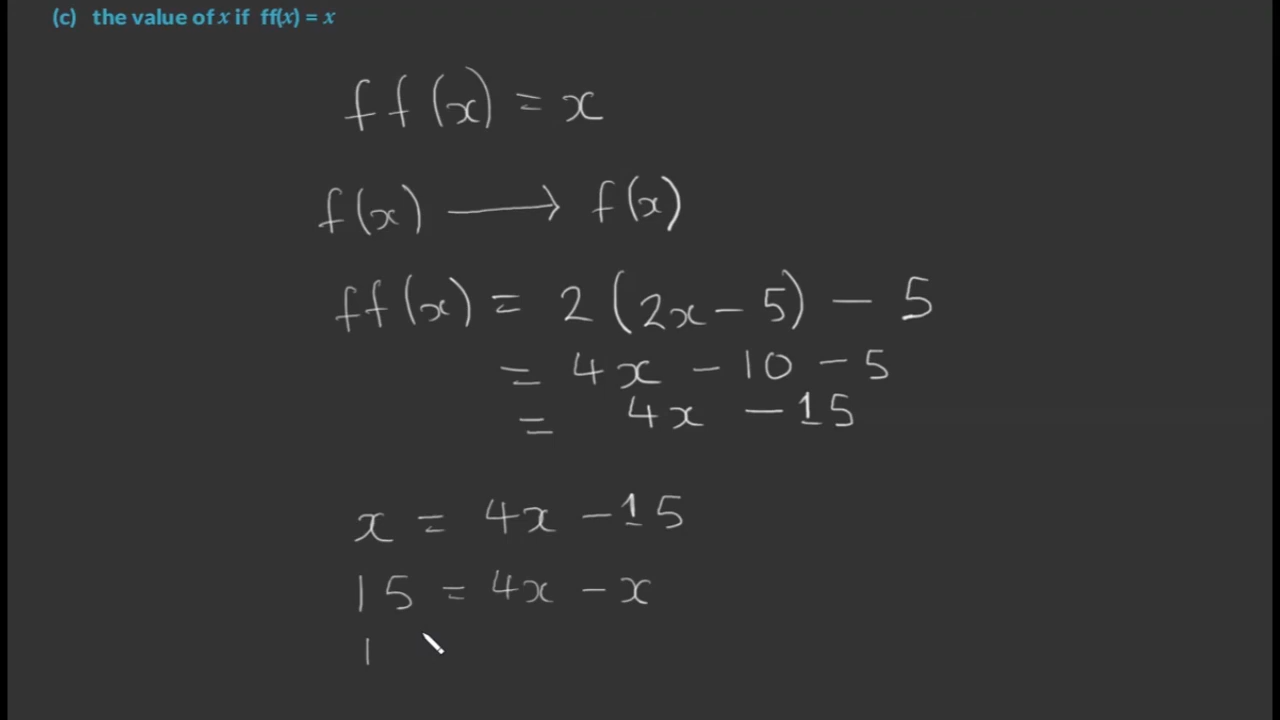 (c) the value of x if ff(x) = x
ff(x) = x
f(x) ⟶ f(x)
ff(x) = 2(2x - 5) - 5
= 4x - 10 - 5
= 4x - 15
x = 4x - 15
15 = 4x - x
1